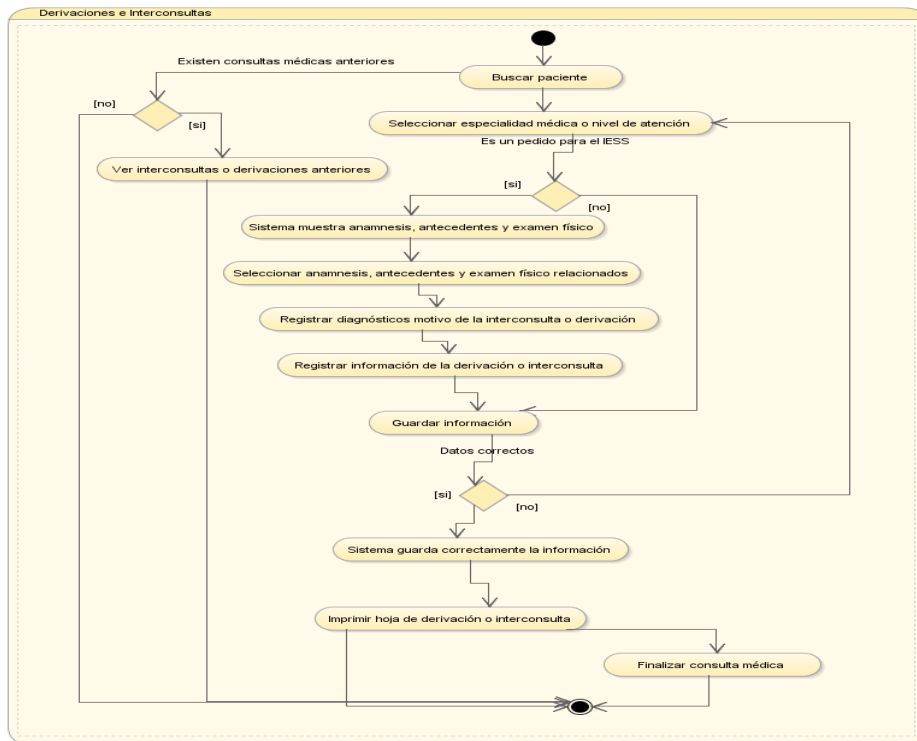 Derivaciones e Interconsultas
Existen consultas médicas anteriores
Buscar paciente
[no]
[si]
Seleccionar especialidad médica o nivel de atención
Es un pedido para el IESS
Ver interconsultas o derivaciones anteriores
[si]
[no]
Sistema muestra anamnesis, antecedentes y examen físico
Seleccionar anamnesis, antecedentes y examen físico relacionados
Registrar diagnósticos motivo de la interconsulta o derivación
Registrar información de la derivación o interconsulta
Guardar información
Datos correctos
[si]
[no]
Sistema guarda correctamente la información
Imprimir hoja de derivación o interconsulta
Finalizar consulta médica